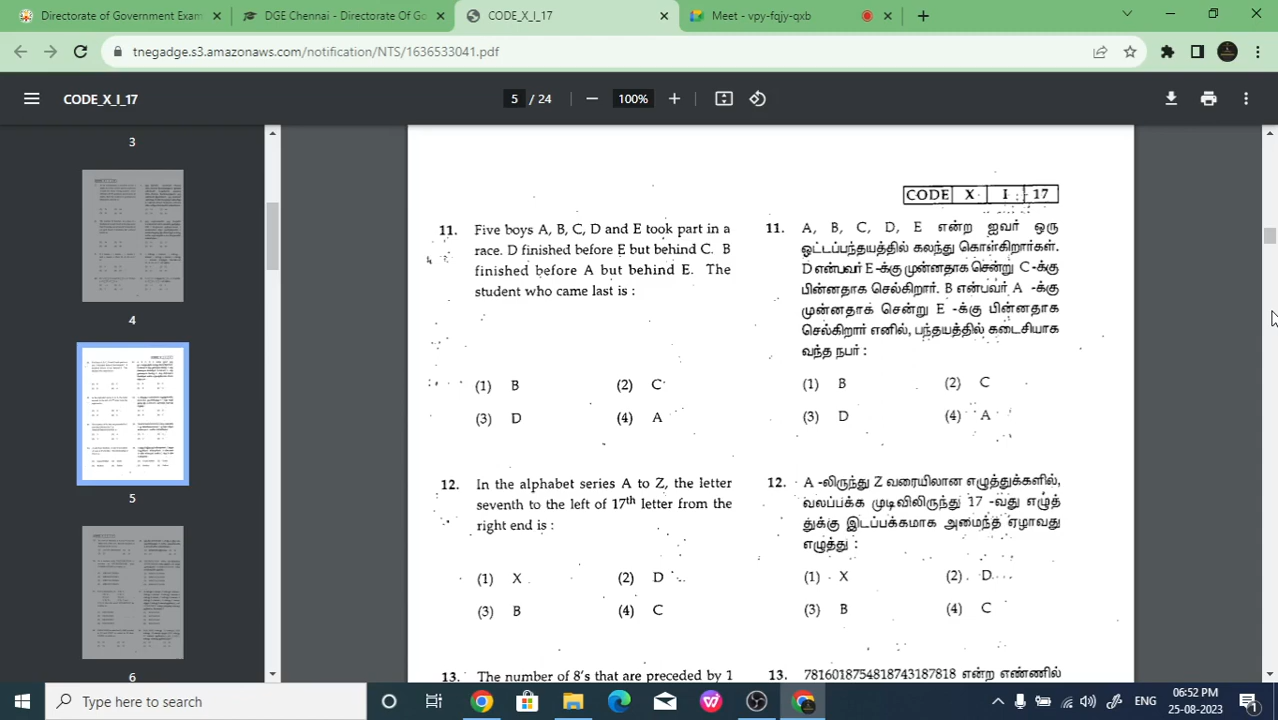 Directorate of Government Exam
DGE Chennai - Directorate Of Go
CODE_X_I_17
Meet - vpy-fqjy-qxb
tnegadge.s3.amazonaws.com/notification/NTS/1636533041.pdf
CODE_X_I_17
5 / 24
100%
3
4
5
6
CODE X I 17
11. Five boys A, B, C, D and E took part in a
race. D finished before E but behind C. B
finished before A but behind E. The
student who came last is :
(1) B (2) C
(3) D (4) A
12. In the alphabet series A to Z, the letter
seventh to the left of 17th letter from the
right end is :
(1) X (2) D
(3) B (4) C
13. The number of 8's that are preceded by 1
11. A, B, C, D, E என்ற ஐவர் ஒரு
ஓட்டப்பந்தயத்தில் கலந்து கொள்கிறார்கள்.
D என்பவர் E -க்கு முன்னதாக சென்று C -க்கு
பின்னதாக செல்கிறார். B என்பவர் A -க்கு
முன்னதாக சென்று E -க்கு பின்னதாக
செல்கிறார் எனில், பந்தயத்தில் கடைசியாக
வந்த நபர் :
(1) B (2) C
(3) D (4) A
12. A -லிருந்து Z வரையிலான எழுத்துக்களில்,
வலப்பக்க முடிவிலிருந்து 17 -வது எழுத்
துக்கு இடப்பக்கமாக அமைந்த ஏழாவது
எழுத்து :
(1) X (2) D
(3) B (4) C
13. 7816018754818743187818 என்ற எண்ணில்
Type here to search
ENG
06:52 PM
25-08-2023
1